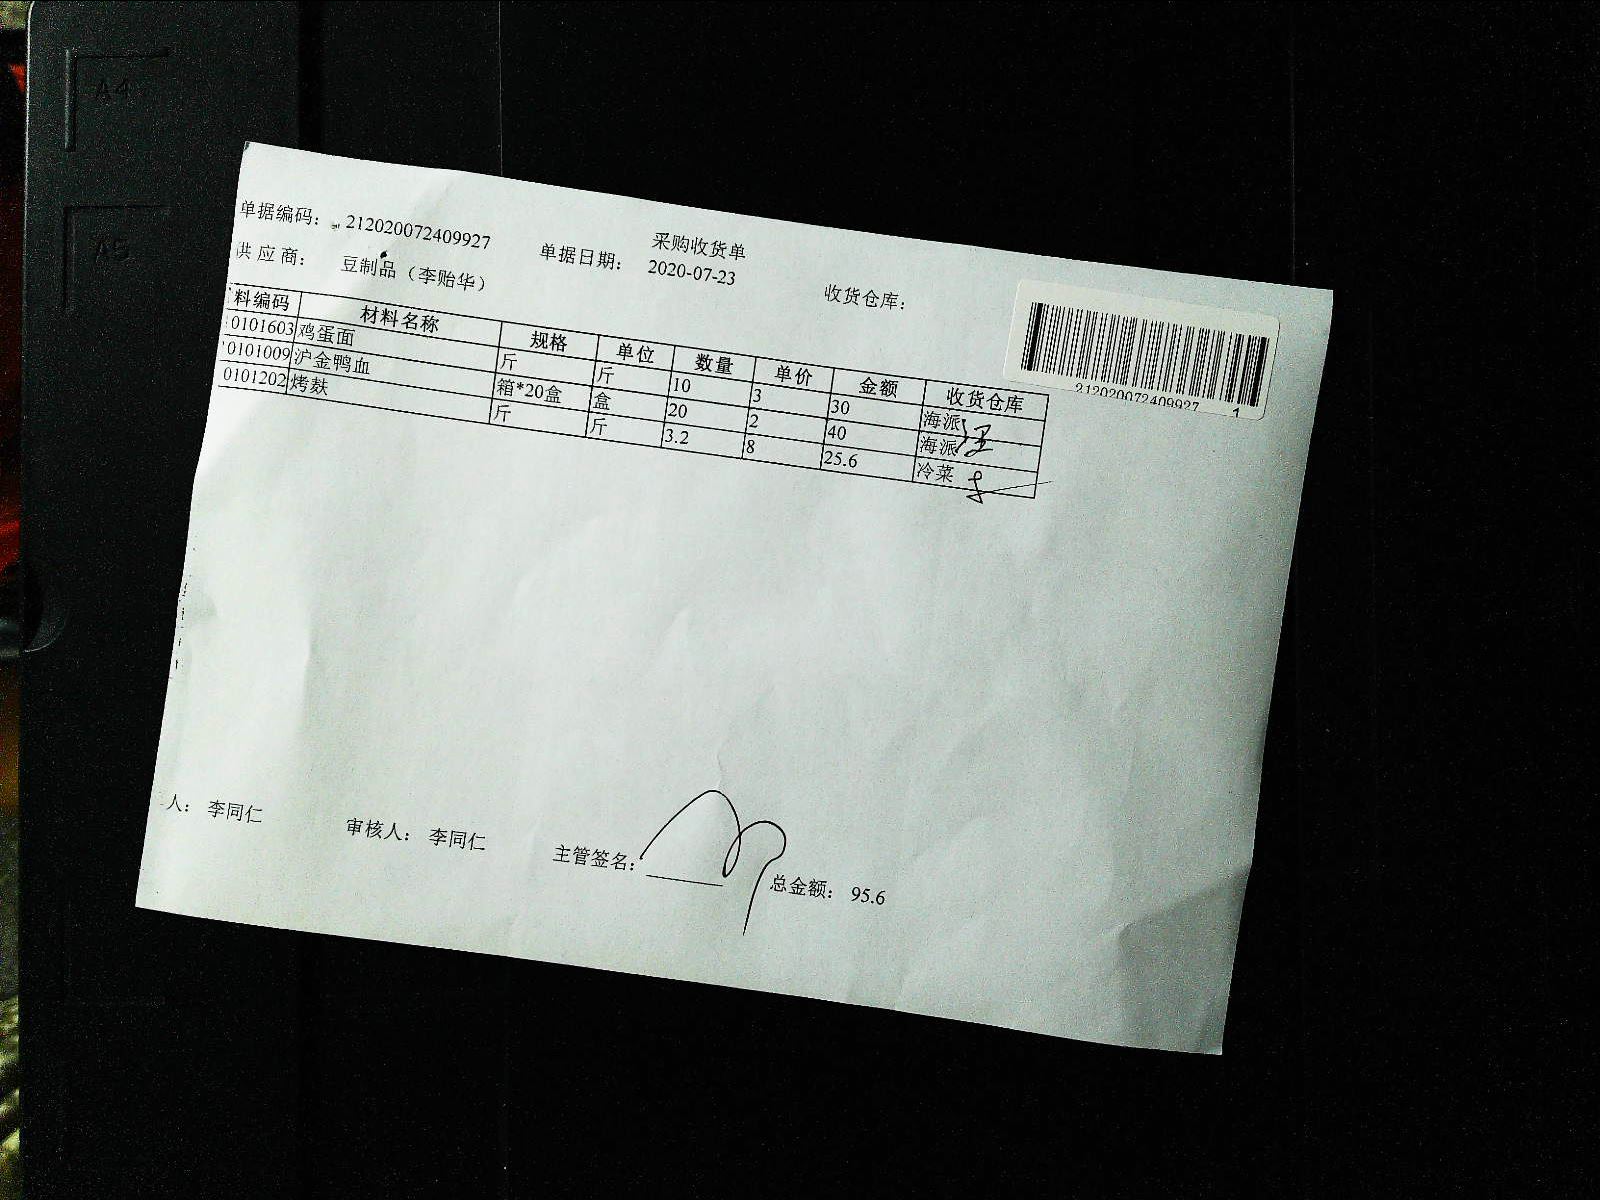 A4
A5
采购收货单
单据编码： 212020072409927 单据日期： 2020-07-23 收货仓库：
供应商： 豆制品（李贻华）
212020072409927 1
料编码 材料名称 规格 单位 数量 单价 金额 收货仓库
0101603 鸡蛋面 斤 斤 10 3 30 海派
0101009 沪金鸭血 箱*20盒 盒 20 2 40 海派
0101202 烤麸 斤 斤 3.2 8 25.6 冷菜
人： 李同仁 审核人： 李同仁 主管签名： 总金额： 95.6